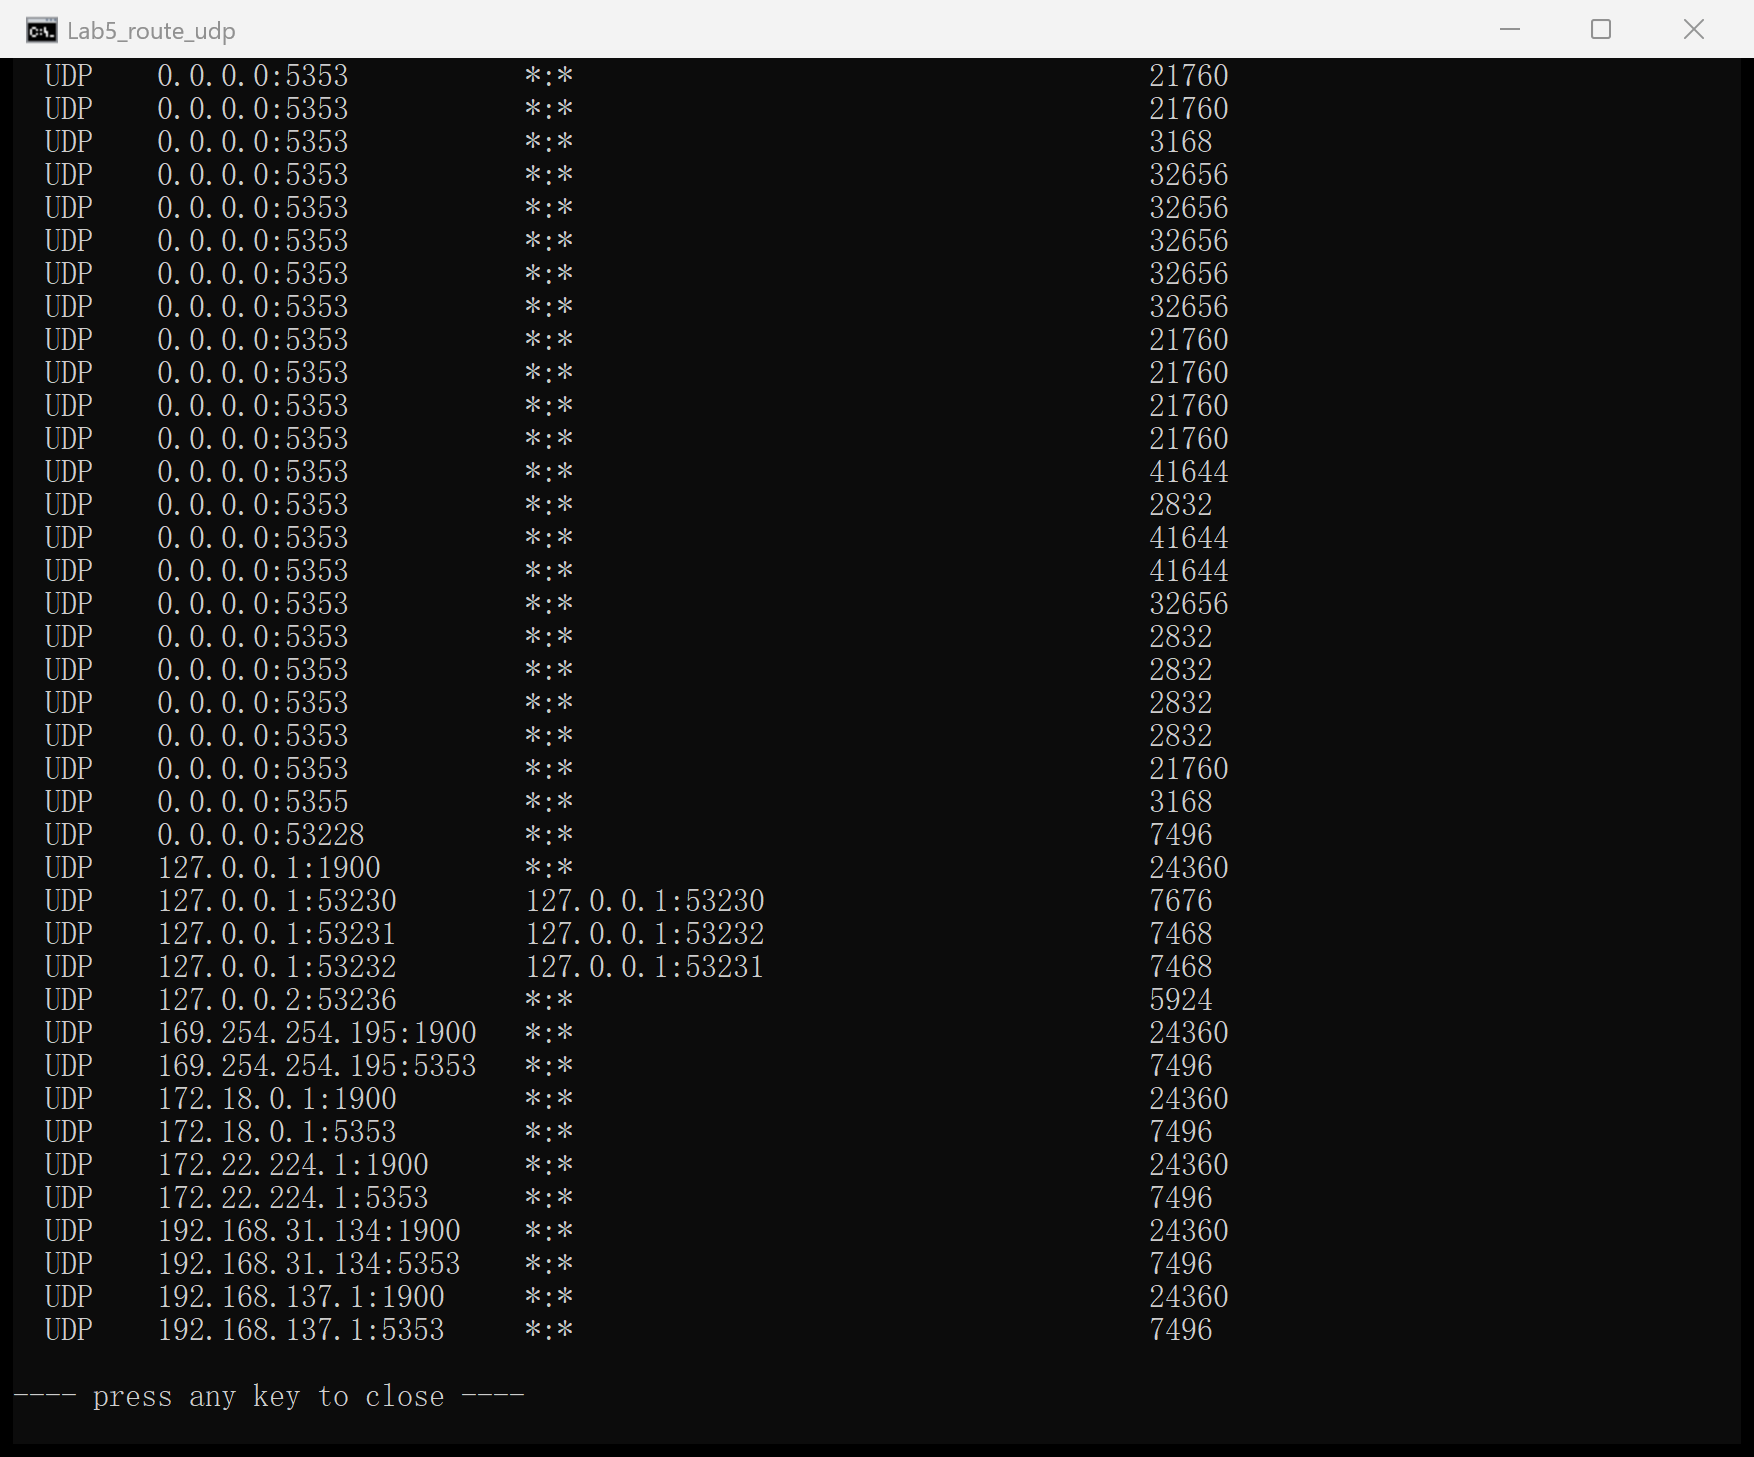 Lab5_route_udp
UDP 0.0.0.0:5353 *:* 21760
UDP 0.0.0.0:5353 *:* 21760
UDP 0.0.0.0:5353 *:* 3168
UDP 0.0.0.0:5353 *:* 32656
UDP 0.0.0.0:5353 *:* 32656
UDP 0.0.0.0:5353 *:* 32656
UDP 0.0.0.0:5353 *:* 32656
UDP 0.0.0.0:5353 *:* 32656
UDP 0.0.0.0:5353 *:* 21760
UDP 0.0.0.0:5353 *:* 21760
UDP 0.0.0.0:5353 *:* 21760
UDP 0.0.0.0:5353 *:* 21760
UDP 0.0.0.0:5353 *:* 41644
UDP 0.0.0.0:5353 *:* 2832
UDP 0.0.0.0:5353 *:* 41644
UDP 0.0.0.0:5353 *:* 41644
UDP 0.0.0.0:5353 *:* 32656
UDP 0.0.0.0:5353 *:* 2832
UDP 0.0.0.0:5353 *:* 2832
UDP 0.0.0.0:5353 *:* 2832
UDP 0.0.0.0:5353 *:* 2832
UDP 0.0.0.0:5353 *:* 21760
UDP 0.0.0.0:5355 *:* 3168
UDP 0.0.0.0:53228 *:* 7496
UDP 127.0.0.1:1900 *:* 24360
UDP 127.0.0.1:53230 127.0.0.1:53230 7676
UDP 127.0.0.1:53231 127.0.0.1:53232 7468
UDP 127.0.0.1:53232 127.0.0.1:53231 7468
UDP 127.0.0.2:53236 *:* 5924
UDP 169.254.254.195:1900 *:* 24360
UDP 169.254.254.195:5353 *:* 7496
UDP 172.18.0.1:1900 *:* 24360
UDP 172.18.0.1:5353 *:* 7496
UDP 172.22.224.1:1900 *:* 24360
UDP 172.22.224.1:5353 *:* 7496
UDP 192.168.31.134:1900 *:* 24360
UDP 192.168.31.134:5353 *:* 7496
UDP 192.168.137.1:1900 *:* 24360
UDP 192.168.137.1:5353 *:* 7496
---- press any key to close ----